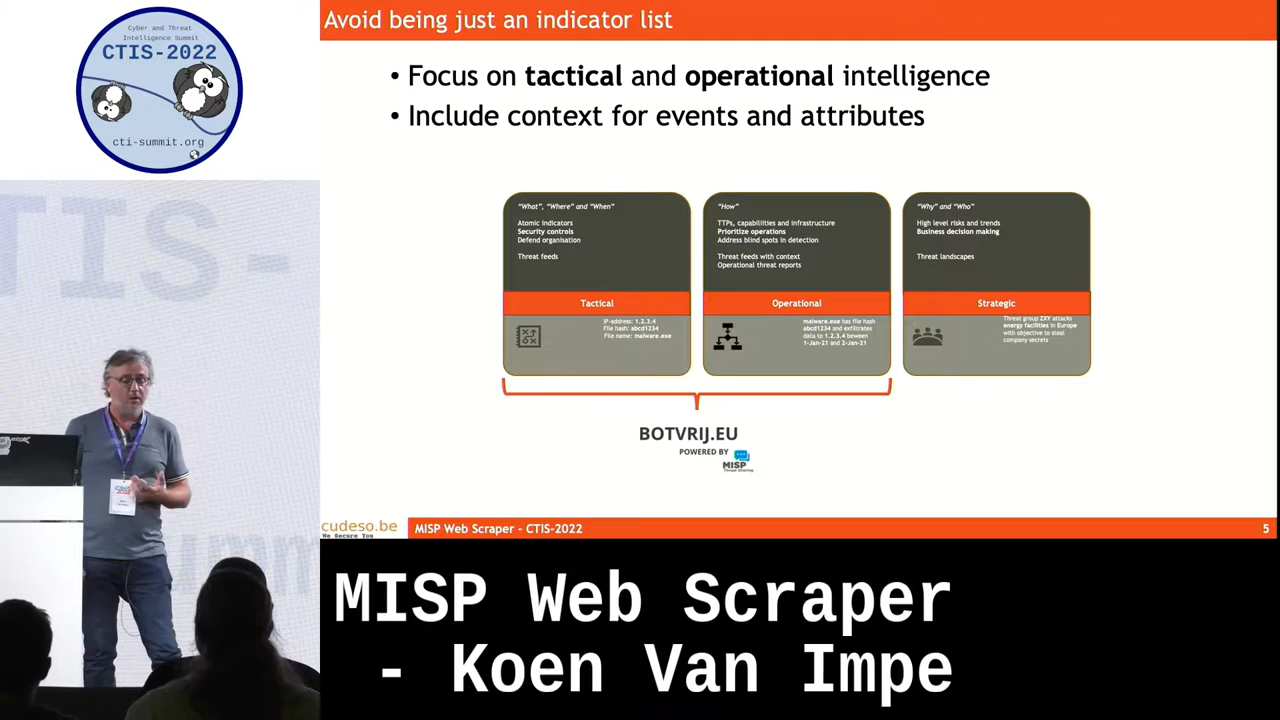 Cyber and Threat
Intelligence Summit
CTIS-2022
cti-summit.org
Avoid being just an indicator list
• Focus on tactical and operational intelligence
• Include context for events and attributes
"What", "Where" and "When"
Atomic indicators
Security controls
Defend organisation
Threat feeds
Tactical
IP-address: 1.2.3.4
File hash: abcd1234
File name: malware.exe
"How"
TTPs, capabilities and infrastructure
Prioritize operations
Address blind spots in detection
Threat feeds with context
Operational threat reports
Operational
malware.exe has file hash
abcd1234 and exfiltrates
data to 1.2.3.4 beween
1-Jan-21 and 2-Jan-21
"Why" and "Who"
High level risks and trends
Business decision making
Threat landscapes
Strategic
Threat group ZXY attacks
energy facilities in Europe
with objective to steal
company secrets
BOTVRIJ.EU
POWERED BY
MISP
Threat Sharing
cudeso.be
We Secure You
MISP Web Scraper - CTIS-2022
5
TIS-
MISP Web Scraper
- Koen Van Impe